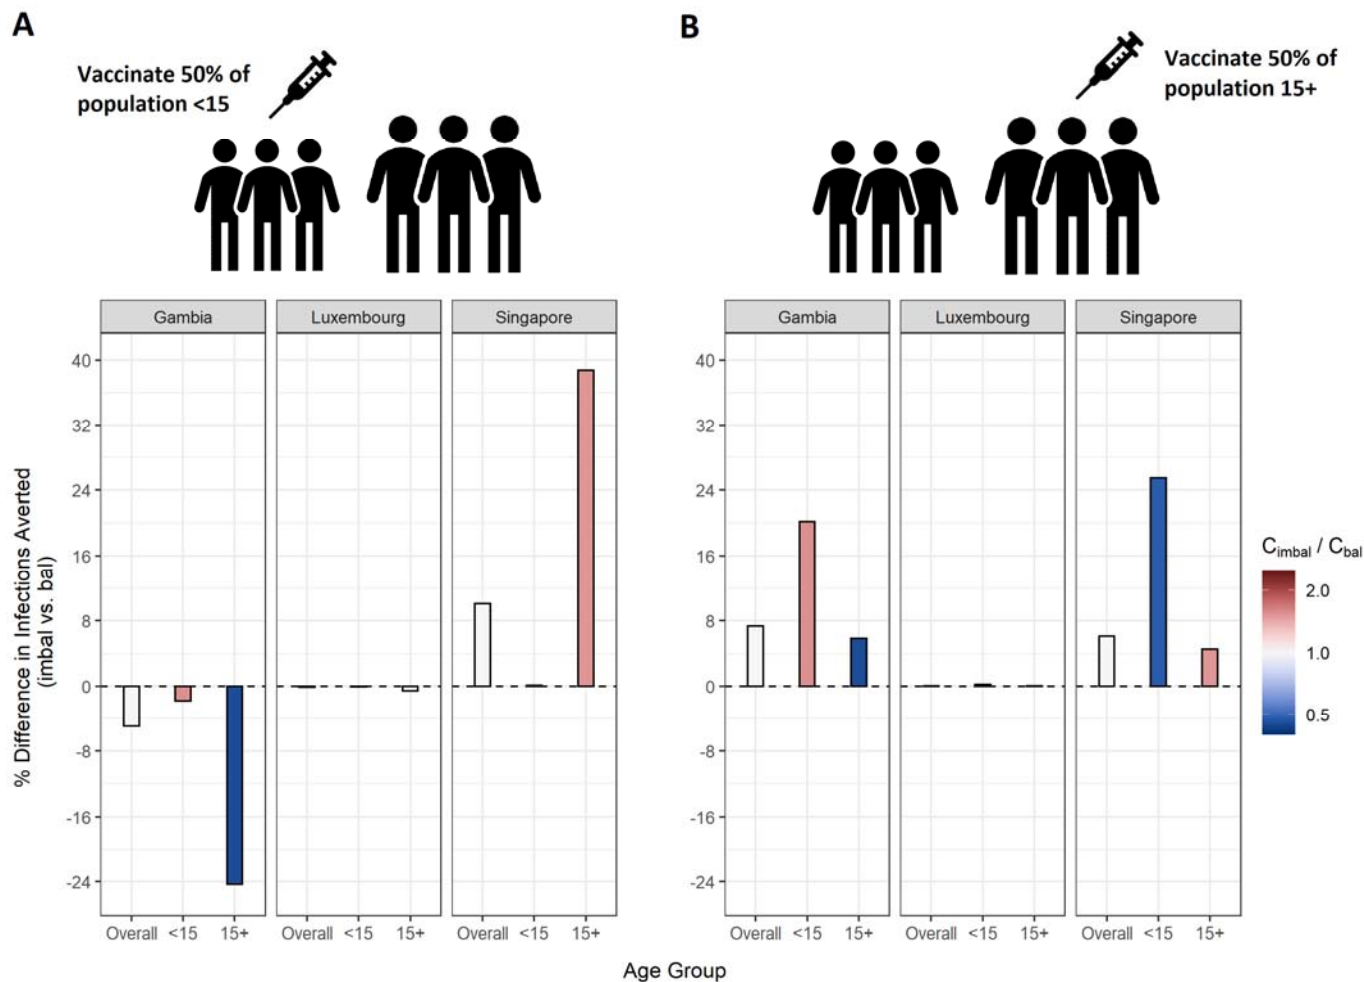 A
Vaccinate 50% of
population <15
B
Vaccinate 50% of
population 15+
Gambia
Luxembourg
Singapore
40
32
24
16
8
0
-8
-16
-24
% Difference in Infections Averted
(imbal vs. bal)
Overall <15 15+
Overall <15 15+
Overall <15 15+
Gambia
Luxembourg
Singapore
40
32
24
16
8
0
-8
-16
-24
Overall <15 15+
Overall <15 15+
Overall <15 15+
Age Group
Cimbal / Cbal
2.0
1.0
0.5